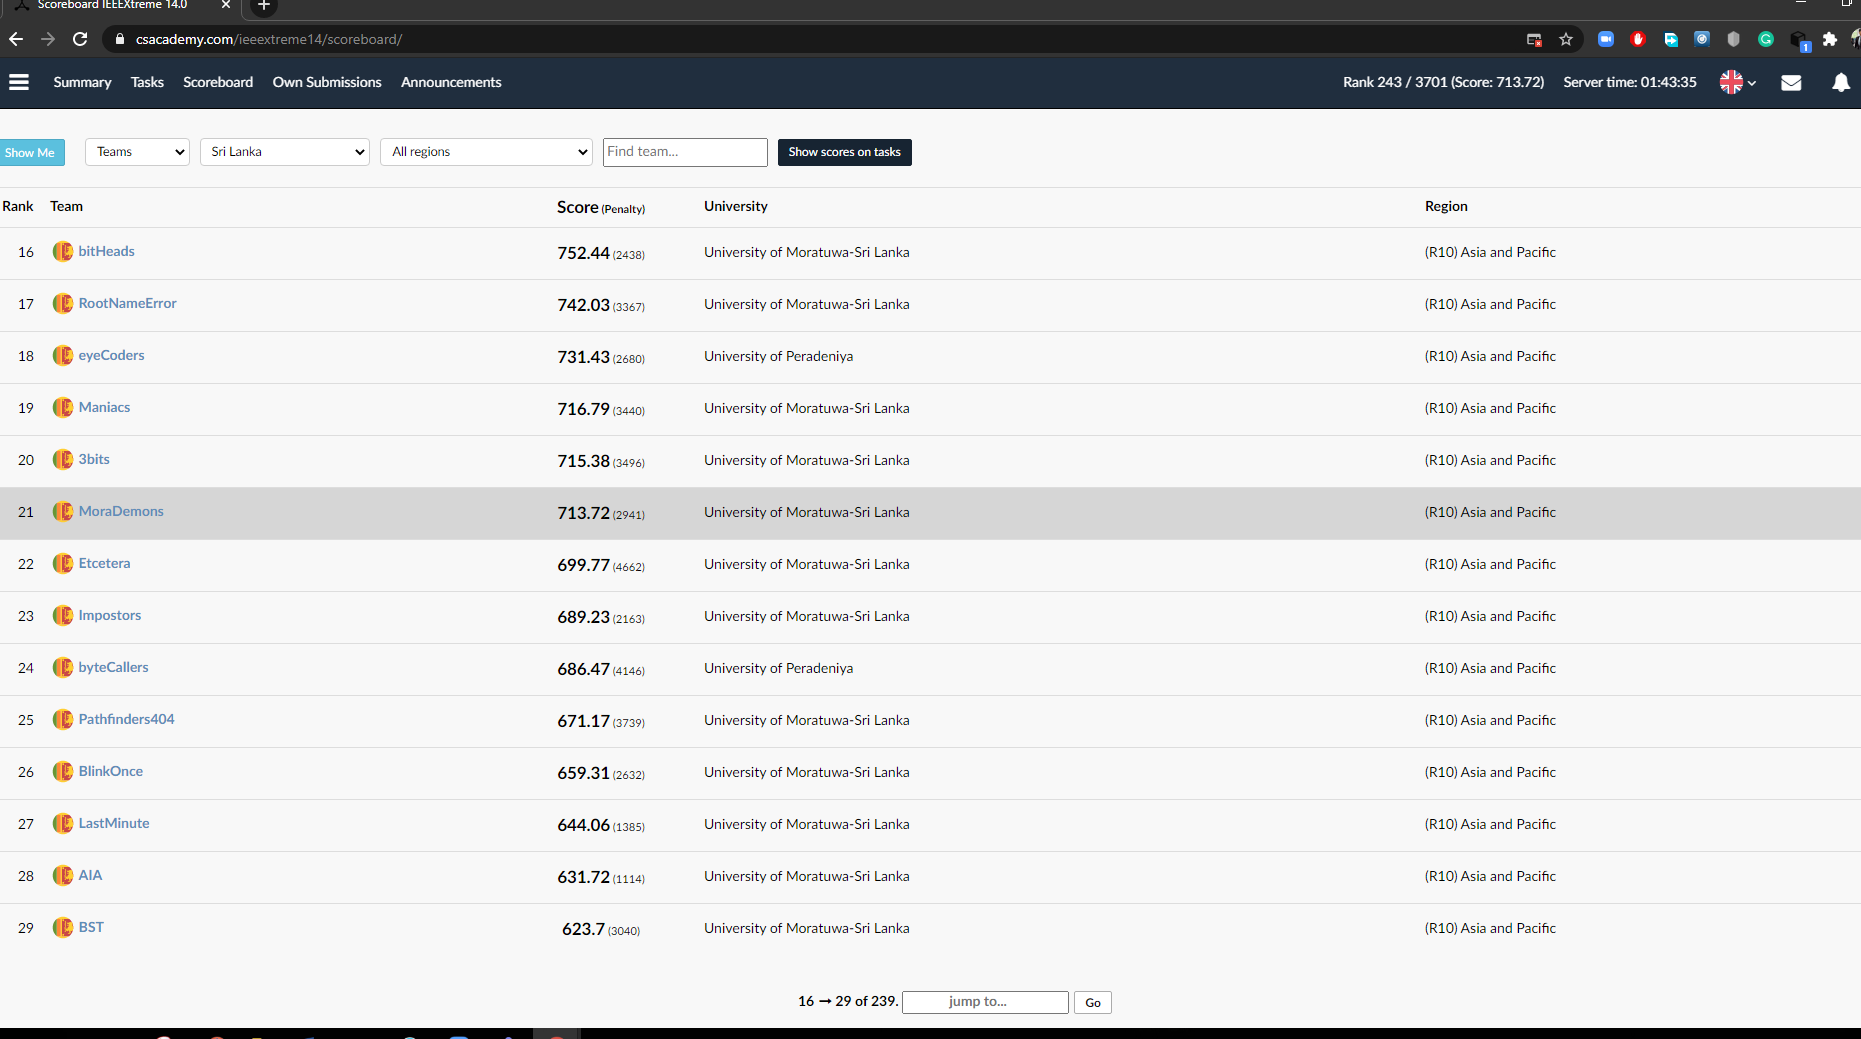 Scoreboard IEEEXtreme 14.0
csacademy.com/ieeextreme14/scoreboard/
1
Summary Tasks Scoreboard Own Submissions Announcements Rank 243 / 3701 (Score: 713.72) Server time: 01:43:35
Show Me Teams Sri Lanka All regions Find team... Show scores on tasks
Rank Team Score (Penalty) University Region
16 bitHeads 752.44 (2438) University of Moratuwa-Sri Lanka (R10) Asia and Pacific
17 RootNameError 742.03 (3367) University of Moratuwa-Sri Lanka (R10) Asia and Pacific
18 eyeCoders 731.43 (2680) University of Peradeniya (R10) Asia and Pacific
19 Maniacs 716.79 (3440) University of Moratuwa-Sri Lanka (R10) Asia and Pacific
20 3bits 715.38 (3496) University of Moratuwa-Sri Lanka (R10) Asia and Pacific
21 MoraDemons 713.72 (2941) University of Moratuwa-Sri Lanka (R10) Asia and Pacific
22 Etcetera 699.77 (4662) University of Moratuwa-Sri Lanka (R10) Asia and Pacific
23 Impostors 689.23 (2163) University of Moratuwa-Sri Lanka (R10) Asia and Pacific
24 byteCallers 686.47 (4146) University of Peradeniya (R10) Asia and Pacific
25 Pathfinders404 671.17 (3739) University of Moratuwa-Sri Lanka (R10) Asia and Pacific
26 BlinkOnce 659.31 (2632) University of Moratuwa-Sri Lanka (R10) Asia and Pacific
27 LastMinute 644.06 (1385) University of Moratuwa-Sri Lanka (R10) Asia and Pacific
28 AIA 631.72 (1114) University of Moratuwa-Sri Lanka (R10) Asia and Pacific
29 BST 623.7 (3040) University of Moratuwa-Sri Lanka (R10) Asia and Pacific
16 → 29 of 239. jump to... Go